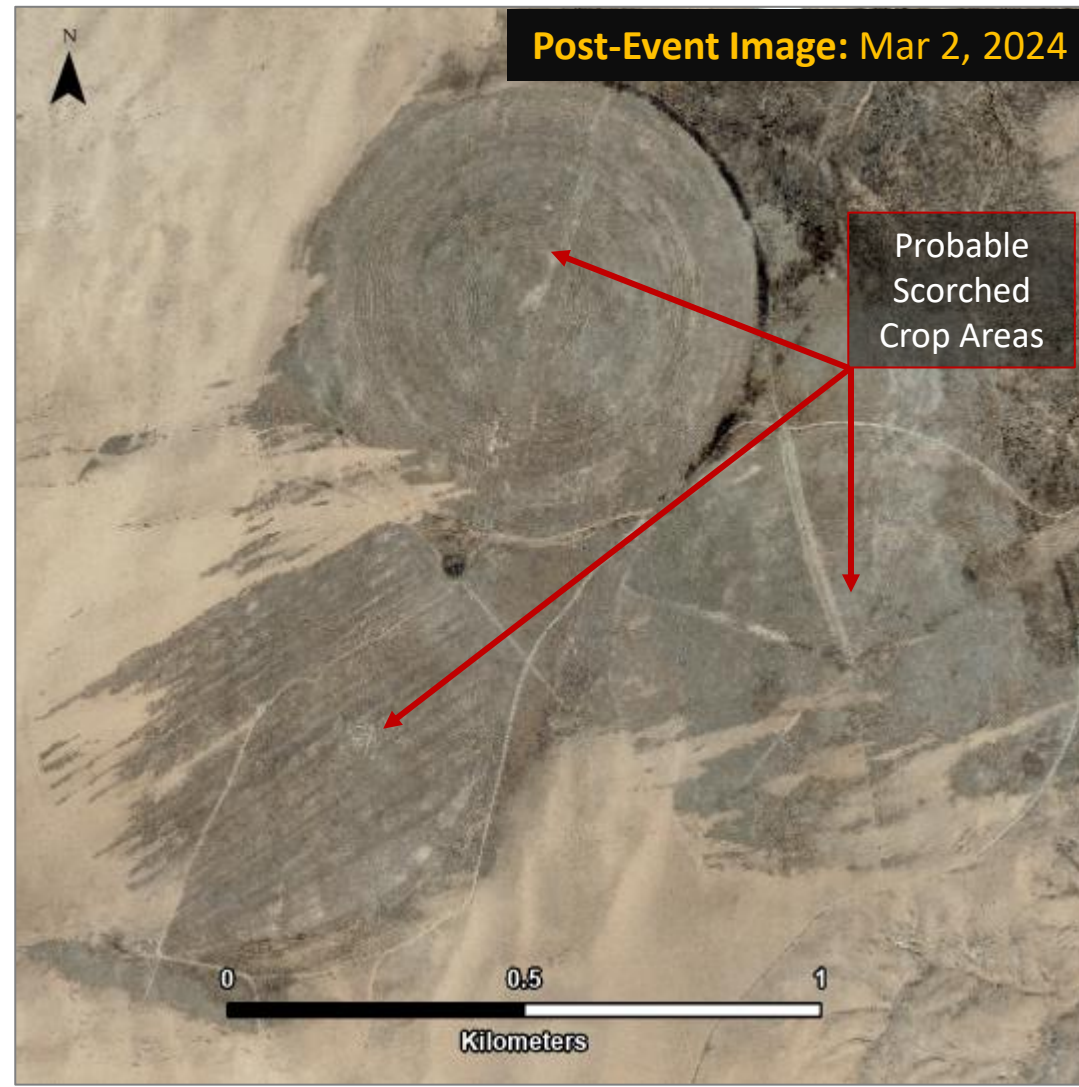 N
Post-Event Image: Mar 2, 2024
Probable
Scorched
Crop Areas
0 0.5 1
Kilometers